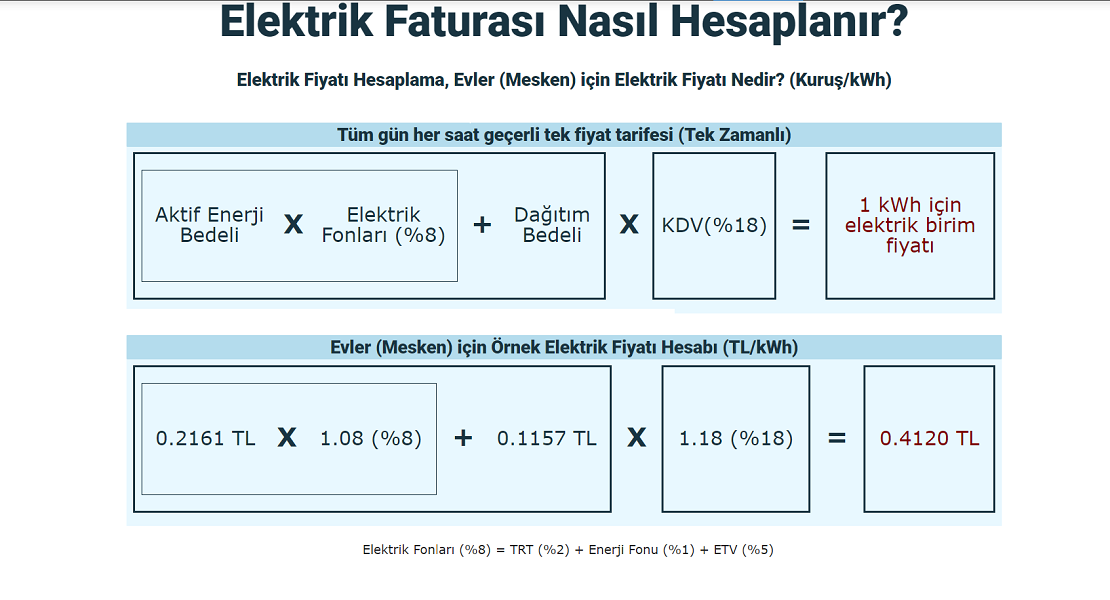 Elektrik Faturası Nasıl Hesaplanır?
Elektrik Fiyatı Hesaplama, Evler (Mesken) için Elektrik Fiyatı Nedir? (Kuruş/kWh)
Tüm gün her saat geçerli tek fiyat tarifesi (Tek Zamanlı)
Aktif Enerji
Bedeli
X
Elektrik
Fonları (%8)
+
Dağıtım
Bedeli
X
KDV(%18)
=
1 kWh için
elektrik birim
fiyatı
Evler (Mesken) için Örnek Elektrik Fiyatı Hesabı (TL/kWh)
0.2161 TL X 1.08 (%8) + 0.1157 TL X 1.18 (%18) = 0.4120 TL
Elektrik Fonları (%8) = TRT (%2) + Enerji Fonu (%1) + ETV (%5)